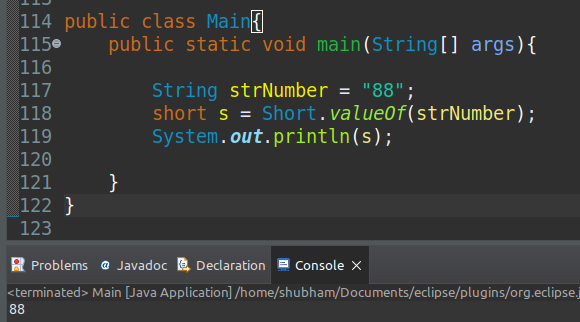 113
114 public class Main{
115 public static void main(String[] args){
116
117 String strNumber = "88";
118 short s = Short.valueOf(strNumber);
119 System.out.println(s);
120
121 }
122 }
123
Problems @ Javadoc Declaration Console
<terminated> Main [Java Application] /home/shubham/Documents/eclipse/plugins/org.eclipse.j
88